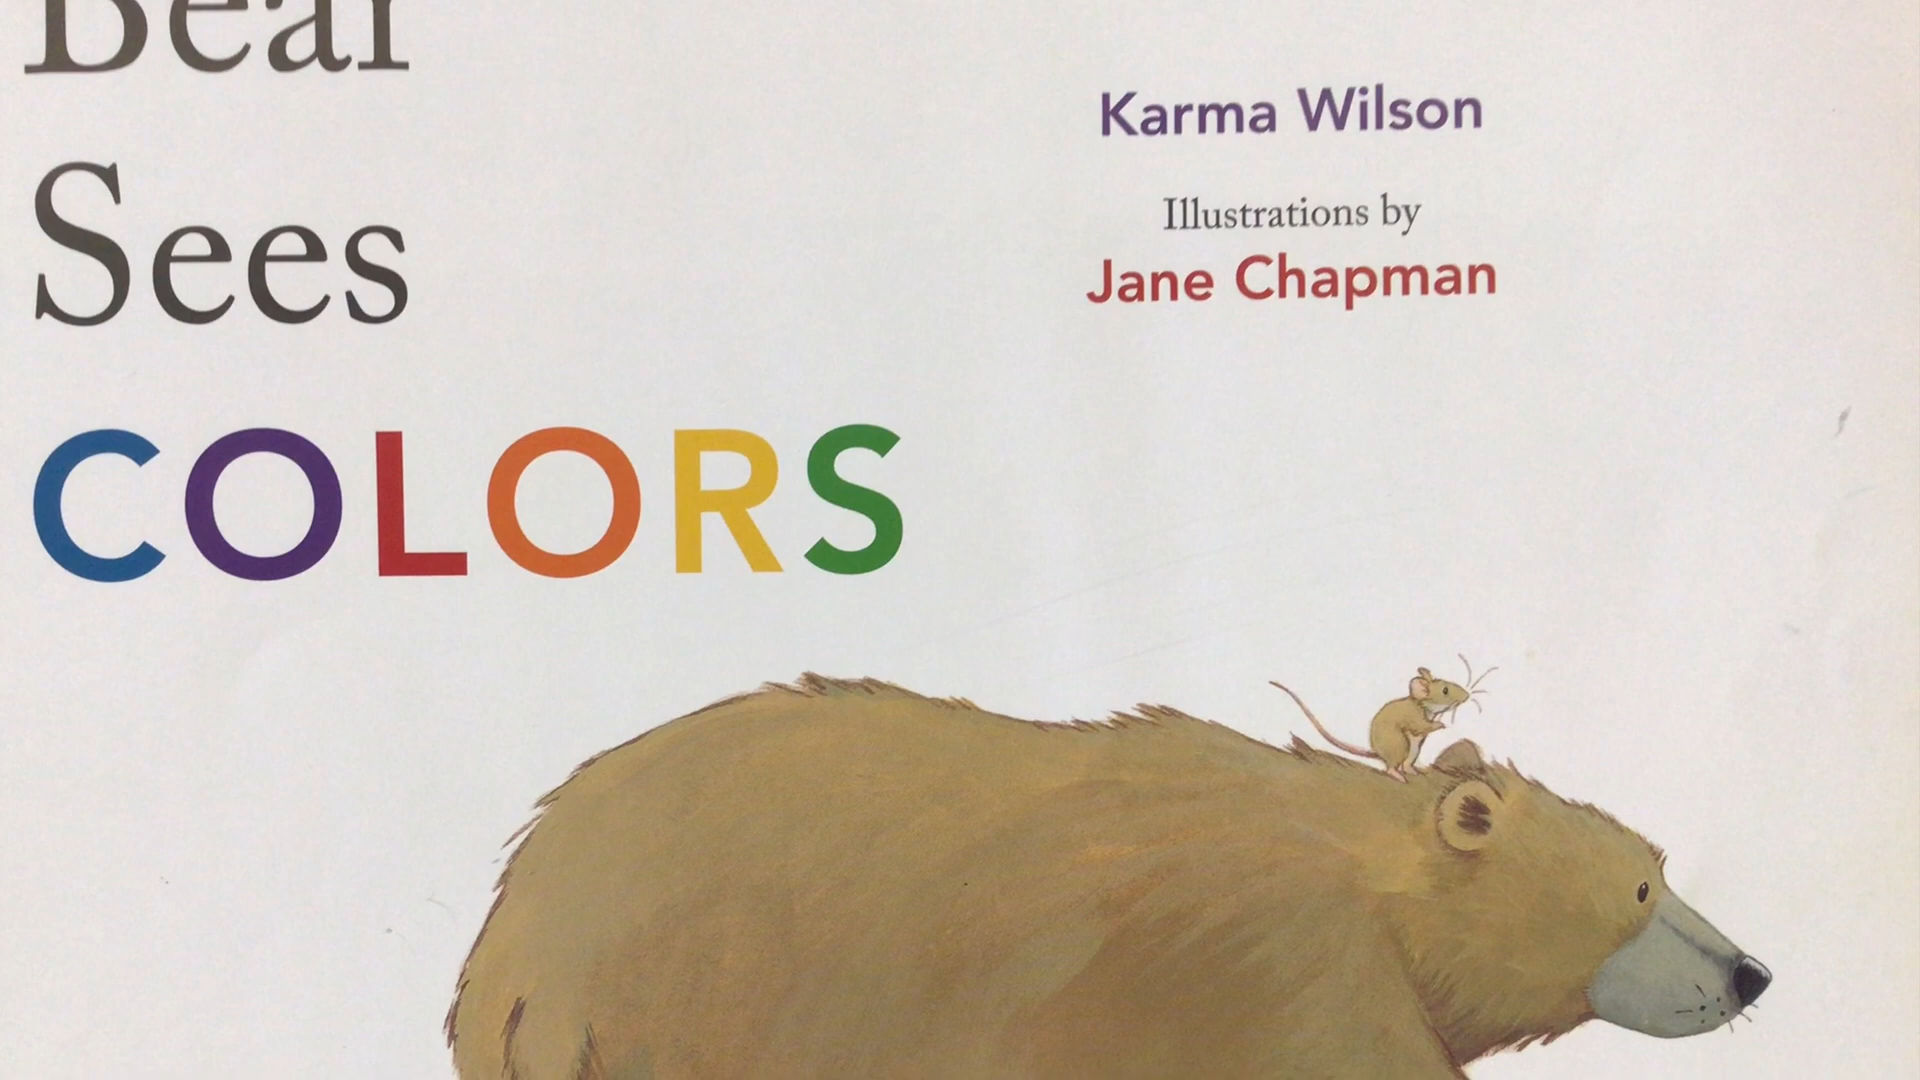 Bear
Sees
COLORS
Karma Wilson
Illustrations by
Jane Chapman